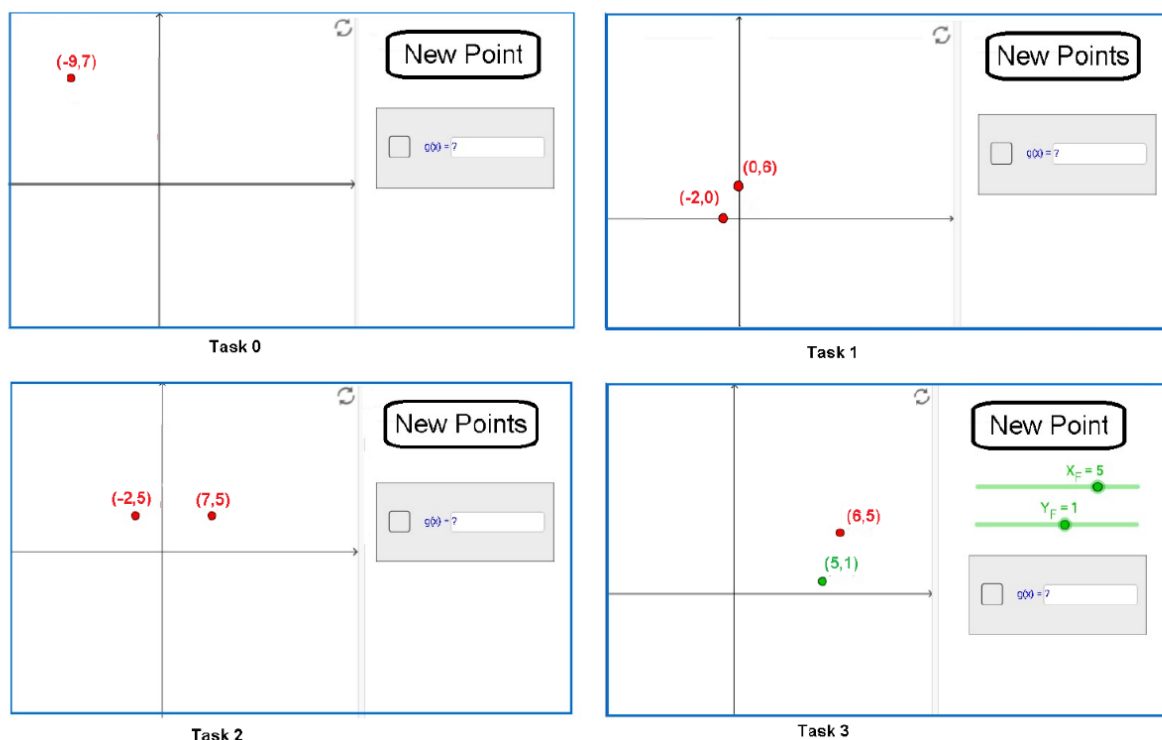 New Point
(-9,7)
g(x) = ?
Task 0
New Points
(0,6)
(-2,0)
g(x) = ?
Task 1
New Points
(-2,5)
(7,5)
g(x) = ?
Task 2
New Point
X_F = 5
Y_F = 1
(6,5)
(5,1)
g(x) = ?
Task 3